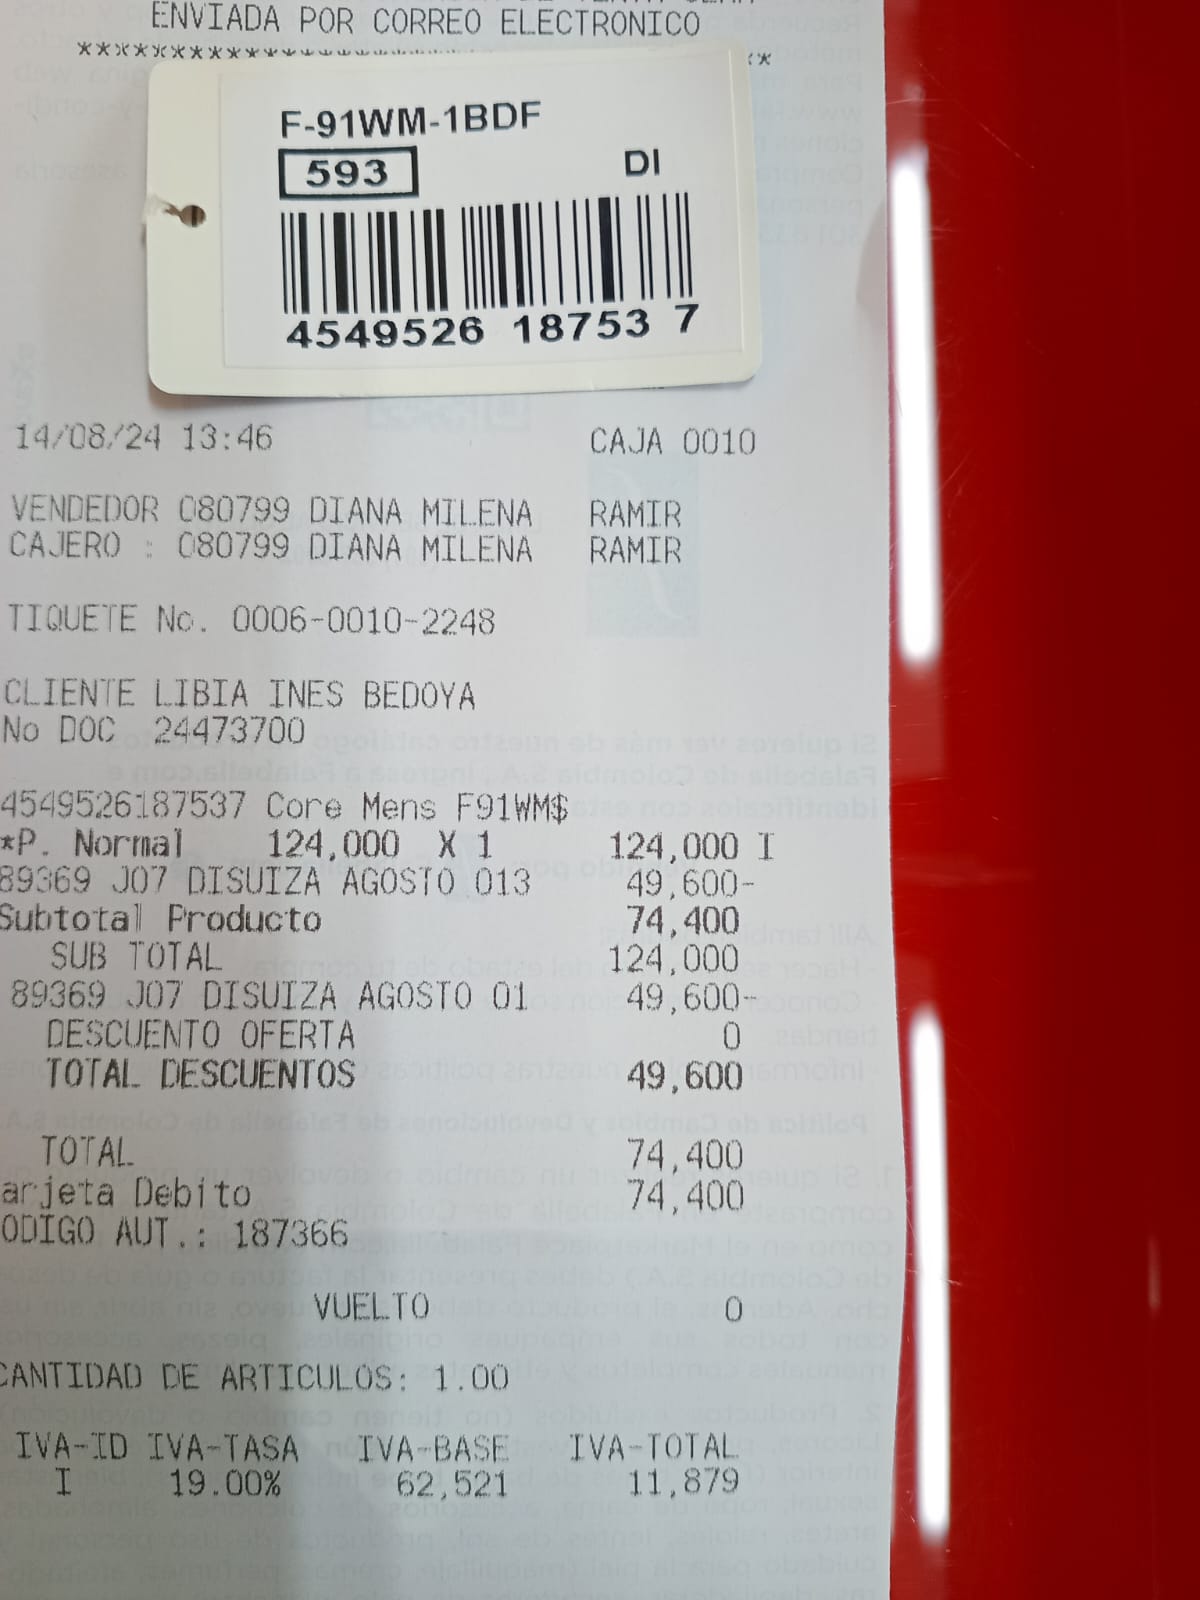 ENVIADA POR CORREO ELECTRONICO
F-91WM-1BDF
593 DI
4549526 18753 7
14/08/24 13:46 CAJA 0010
VENDEDOR 080799 DIANA MILENA RAMIR
CAJERO : 080799 DIANA MILENA RAMIR
TIQUETE No. 0006-0010-2248
CLIENTE LIBIA INES BEDOYA
No DOC 24473700
4549526187537 Core Mens F91WM$
*P. Normal 124,000 X 1 124,000 I
89369 J07 DISUIZA AGOSTO 013 49,600-
Subtotal Producto 74,400
SUB TOTAL 124,000
89369 J07 DISUIZA AGOSTO 01 49,600-
DESCUENTO OFERTA 0
TOTAL DESCUENTOS 49,600
TOTAL 74,400
arjeta Debito 74,400
ODIGO AUT.: 187366
VUELTO 0
CANTIDAD DE ARTICULOS: 1.00
IVA-ID IVA-TASA IVA-BASE IVA-TOTAL
I 19.00% 62,521 11,879